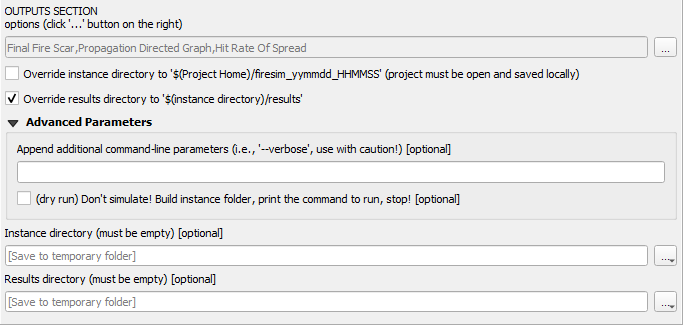 OUTPUTS SECTION
options (click '...' button on the right)
Final Fire Scar,Propagation Directed Graph,Hit Rate Of Spread
...
Override instance directory to '$(Project Home)/firesim_yymmdd_HHMMSS' (project must be open and saved locally)
Override results directory to '$(instance directory)/results'
Advanced Parameters
Append additional command-line parameters (i.e., '--verbose', use with caution!) [optional]
(dry run) Don't simulate! Build instance folder, print the command to run, stop! [optional]
Instance directory (must be empty) [optional]
[Save to temporary folder]
...
Results directory (must be empty) [optional]
[Save to temporary folder]
...